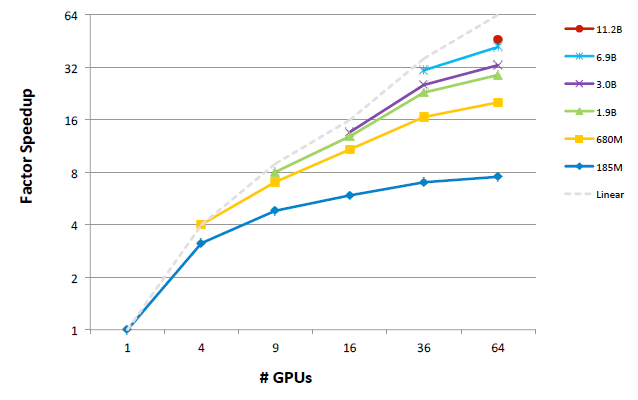 64
32
16
8
4
2
1
Factor Speedup
1 4 9 16 36 64
# GPUs
11.2B
6.9B
3.0B
1.9B
680M
185M
Linear